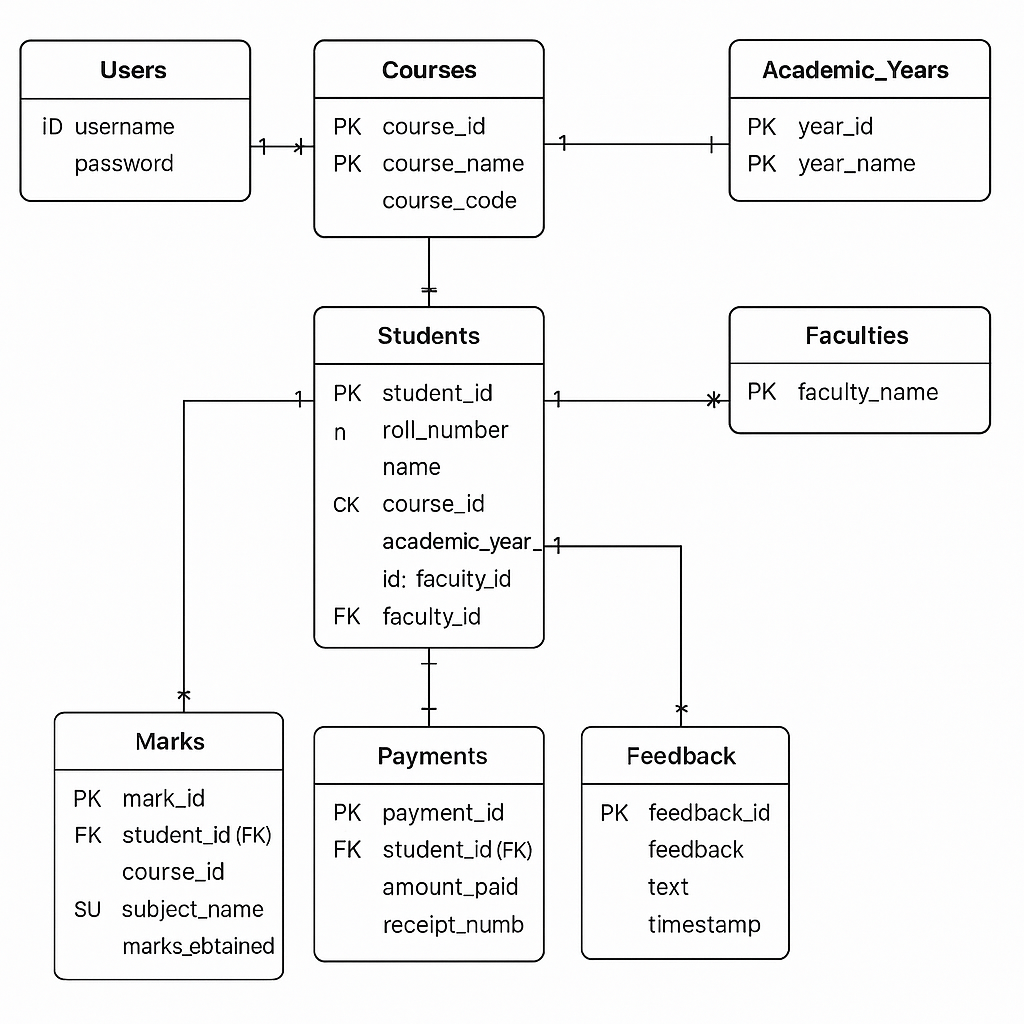 Users
iD username
password
1
Courses
PK course_id
PK course_name
course_code
1
Academic_Years
PK year_id
PK year_name
Students
PK student_id
n roll_number
name
CK course_id
academic_year_
id: facuity_id
FK faculty_id
1
1
*
1
*
*
Faculties
PK faculty_name
Marks
PK mark_id
FK student_id (FK)
course_id
SU subject_name
marks_ebtained
Payments
PK payment_id
FK student_id (FK)
amount_paid
receipt_numb
Feedback
PK feedback_id
feedback
text
timestamp